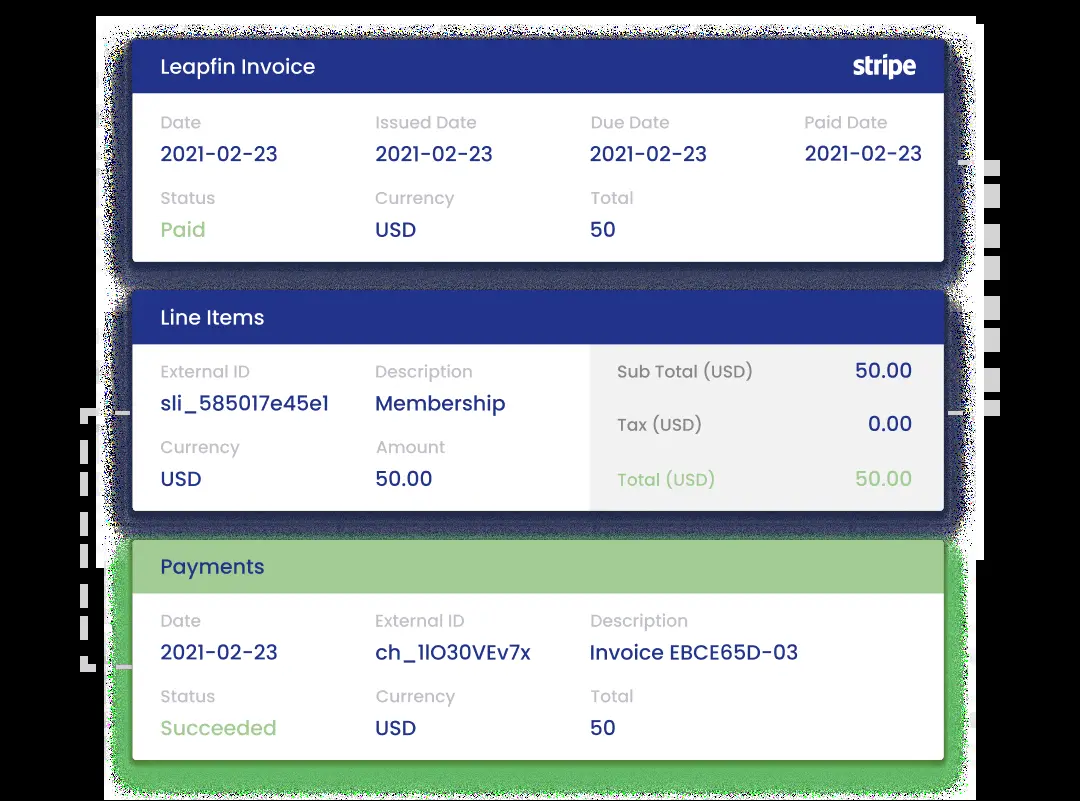 Leapfin Invoice stripe
Date Issued Date Due Date Paid Date
2021-02-23 2021-02-23 2021-02-23 2021-02-23
Status Currency Total
Paid USD 50
Line Items
External ID Description Sub Total (USD) 50.00
sli_585017e45e1 Membership
Tax (USD) 0.00
Currency Amount
USD 50.00 Total (USD) 50.00
Payments
Date External ID Description
2021-02-23 ch_1lO30VEv7x Invoice EBCE65D-03
Status Currency Total
Succeeded USD 50